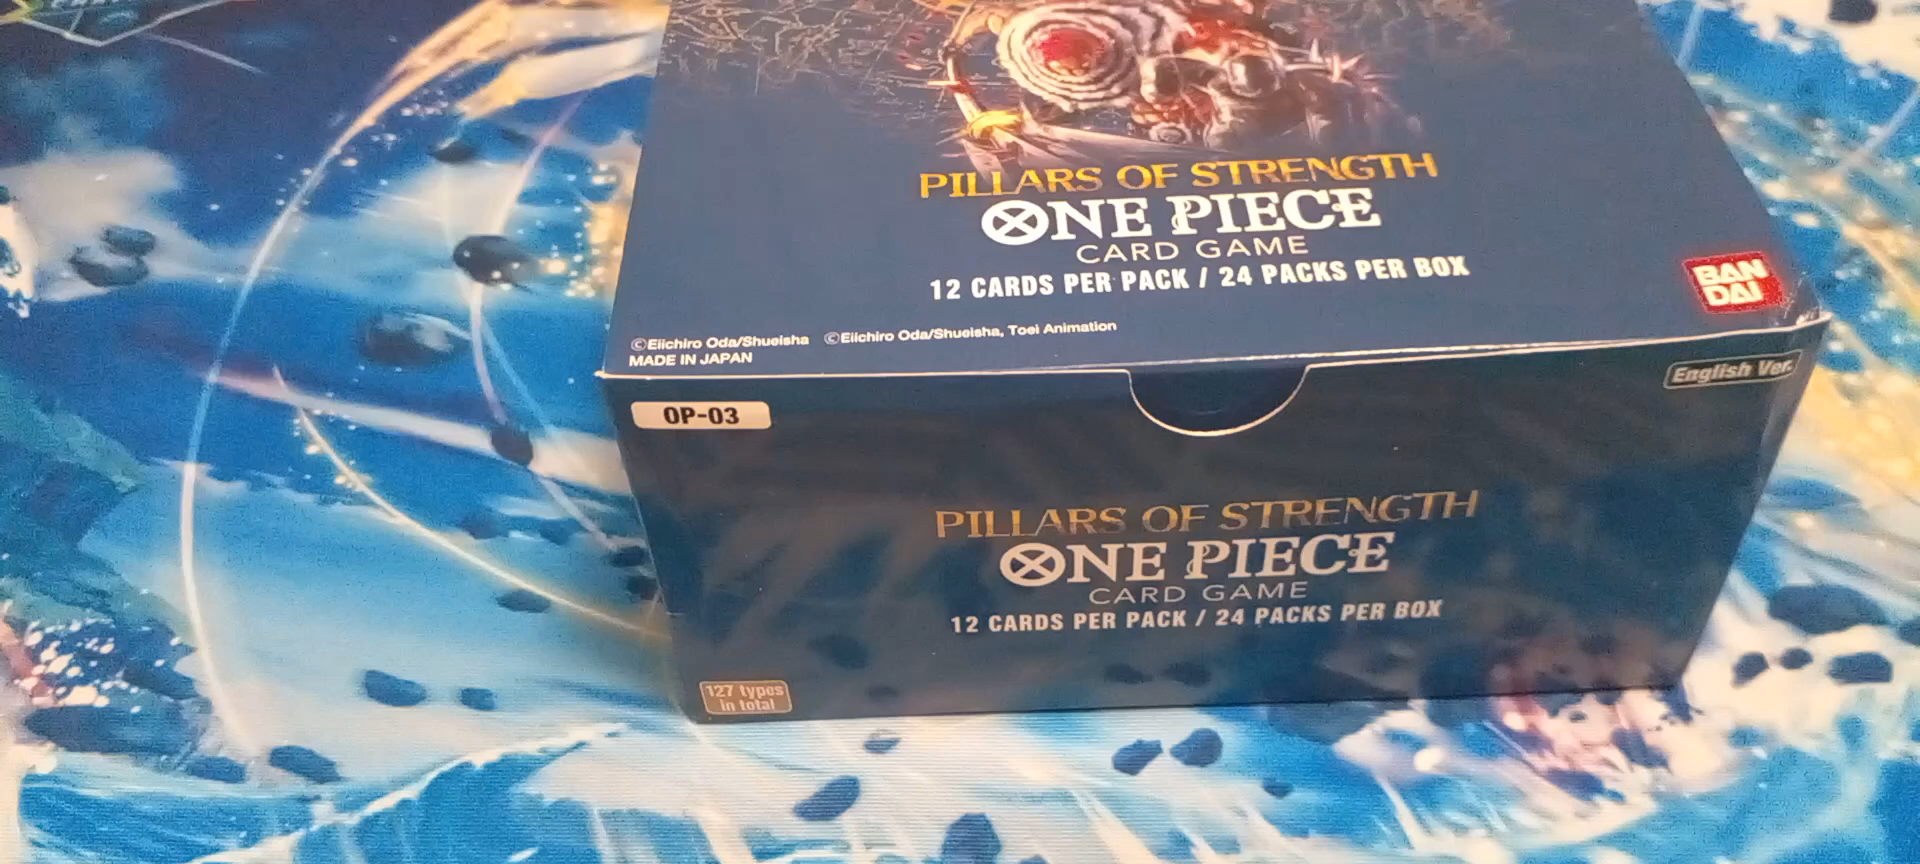 PILLARS OF STRENGTH
ONE PIECE
CARD GAME
12 CARDS PER PACK / 24 PACKS PER BOX
BAN
DAI
©Eiichiro Oda/Shueisha ©Eiichiro Oda/Shueisha, Toei Animation
MADE IN JAPAN
English Ver.
OP-03
PILLARS OF STRENGTH
ONE PIECE
CARD GAME
12 CARDS PER PACK / 24 PACKS PER BOX
127 types
in total